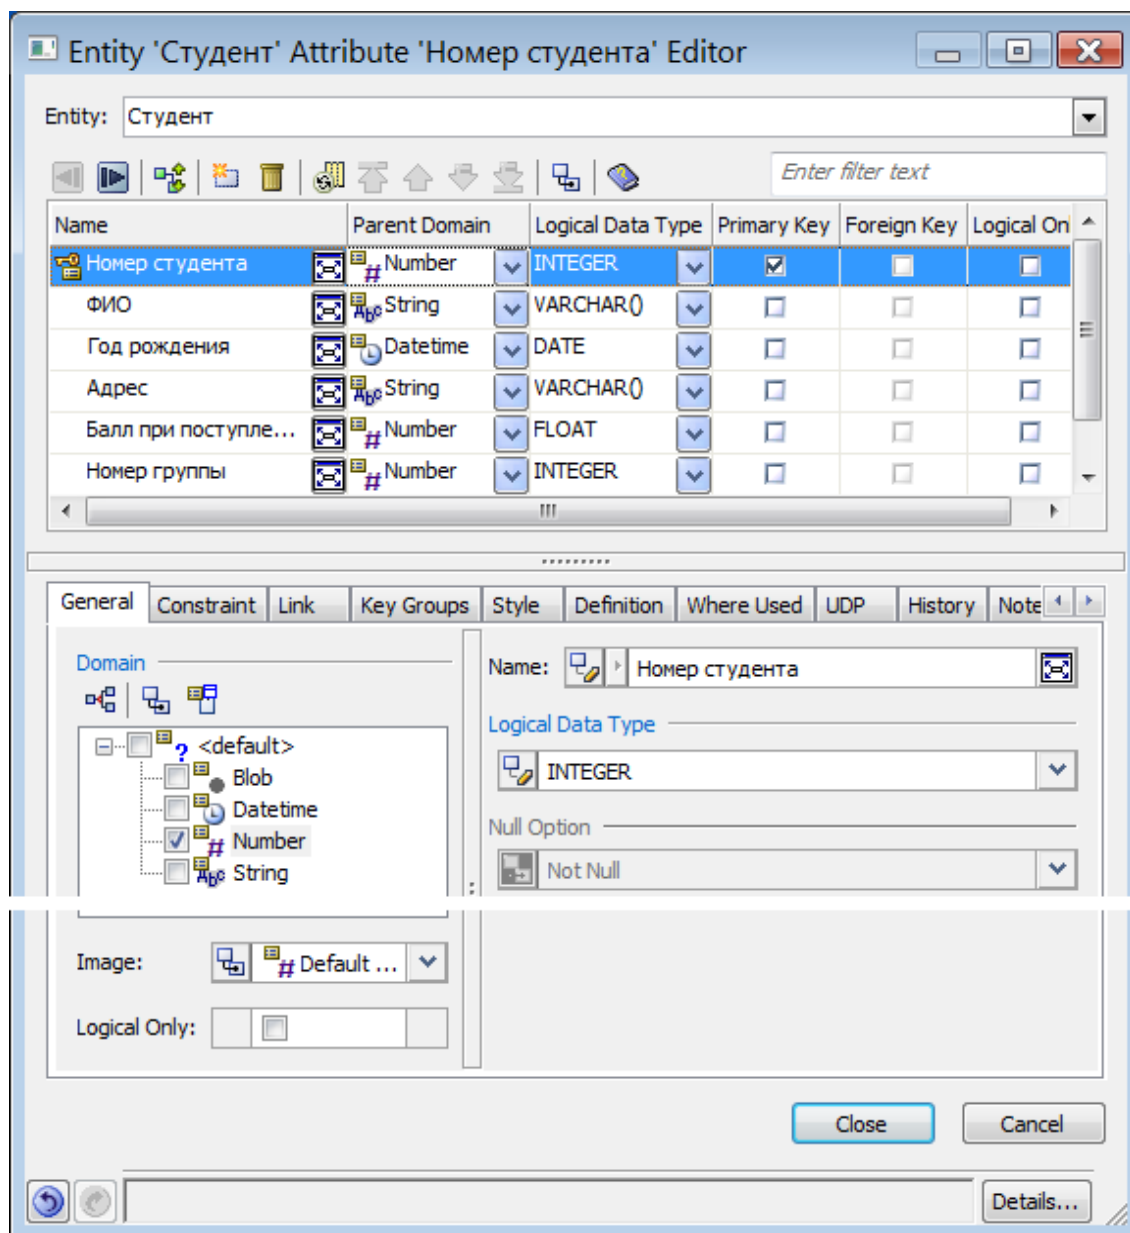 Entity 'Студент' Attribute 'Номер студента' Editor
Entity: Студент
Enter filter text
Name Parent Domain Logical Data Type Primary Key Foreign Key Logical Onl
Номер студента Number INTEGER
ФИО String VARCHAR()
Год рождения Datetime DATE
Адрес String VARCHAR()
Балл при поступле... Number FLOAT
Номер группы Number INTEGER
General Constraint Link Key Groups Style Definition Where Used UDP History Note
Domain
Name: Номер студента
Logical Data Type
<default>
INTEGER
Blob
Datetime
Null Option
Number
Not Null
String
Image: Default ...
Logical Only:
Close Cancel
Details...